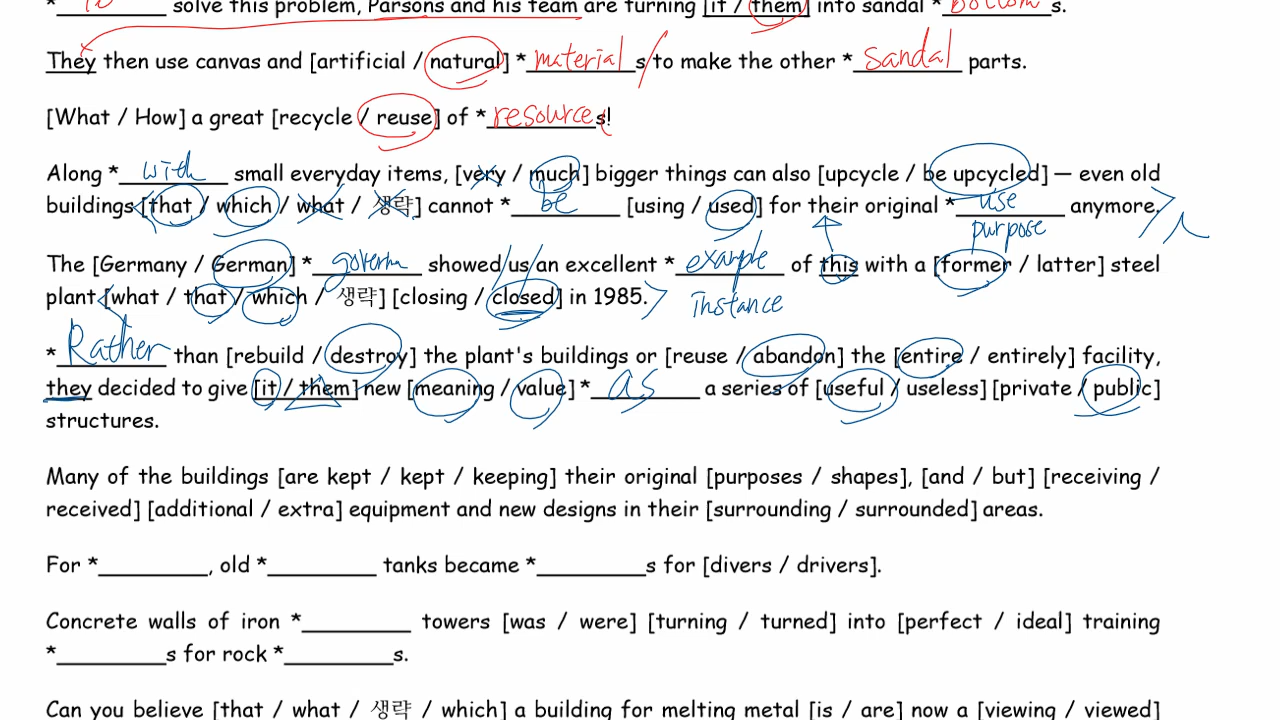 * to solve this problem, Parsons and his team are turning [it / them] into sandal * bottom s.
They then use canvas and [artificial / natural] * material s to make the other * sandal parts.
[What / How] a great [recycle / reuse] of * resource s!
Along * with small everyday items, [very / much] bigger things can also [upcycle / be upcycled] — even old
buildings [that / which / what / 생략] cannot * be [using / used] for their original * use anymore.
purpose
The [Germany / German] * governm showed us an excellent * example of this with a [former / latter] steel
plant [what / that / which / 생략] [closing / closed] in 1985.
instance
* Rather than [rebuild / destroy] the plant's buildings or [reuse / abandon] the [entire / entirely] facility,
they decided to give [it / them] new [meaning / value] * as a series of [useful / useless] [private / public]
structures.
Many of the buildings [are kept / kept / keeping] their original [purposes / shapes], [and / but] [receiving /
received] [additional / extra] equipment and new designs in their [surrounding / surrounded] areas.
For *________, old *________ tanks became *________s for [divers / drivers].
Concrete walls of iron *________ towers [was / were] [turning / turned] into [perfect / ideal] training
*________s for rock *________s.
Can you believe [that / what / 생략 / which] a building for melting metal [is / are] now a [viewing / viewed]